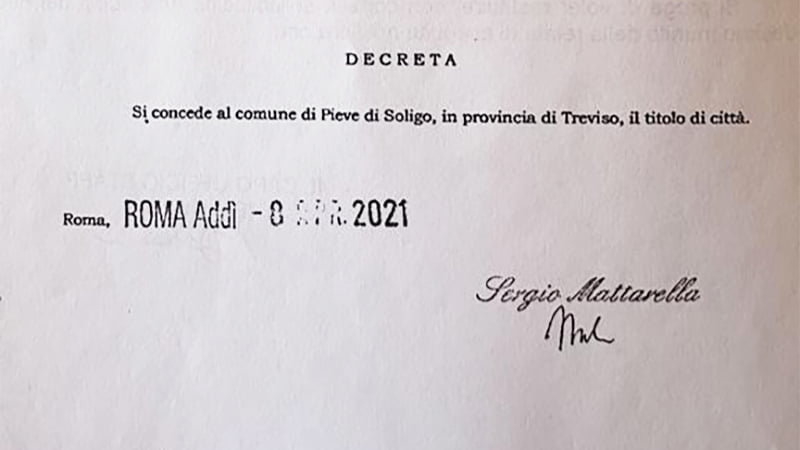 DECRETA
Si concede al comune di Pieve di Soligo, in provincia di Treviso, il titolo di città.
Roma, ROMA Addì - 8 APR. 2021
Sergio Mattarella